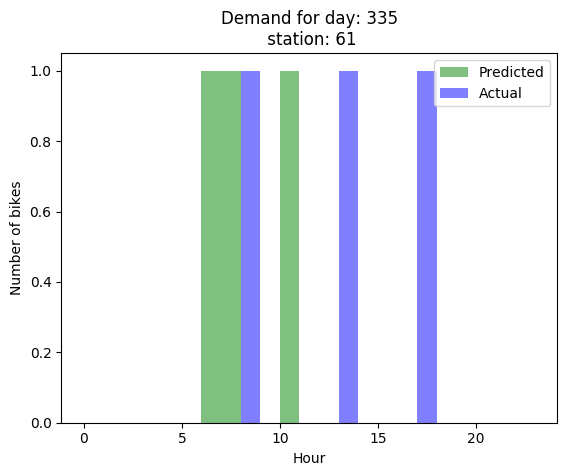 Demand for day: 335
station: 61
Predicted
Actual
Number of bikes
1.0
0.8
0.6
0.4
0.2
0.0
0
5
10
15
20
Hour